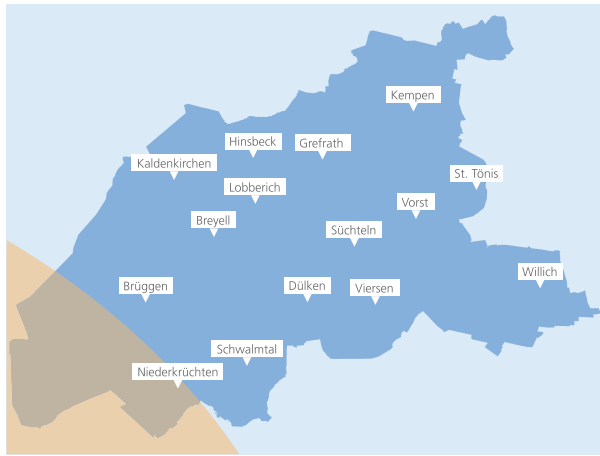 Kempen
Hinsbeck
Grefrath
Kaldenkirchen
St. Tönis
Lobberich
Vorst
Breyell
Süchteln
Willich
Brüggen
Dülken
Viersen
Schwalmtal
Niederkrüchten